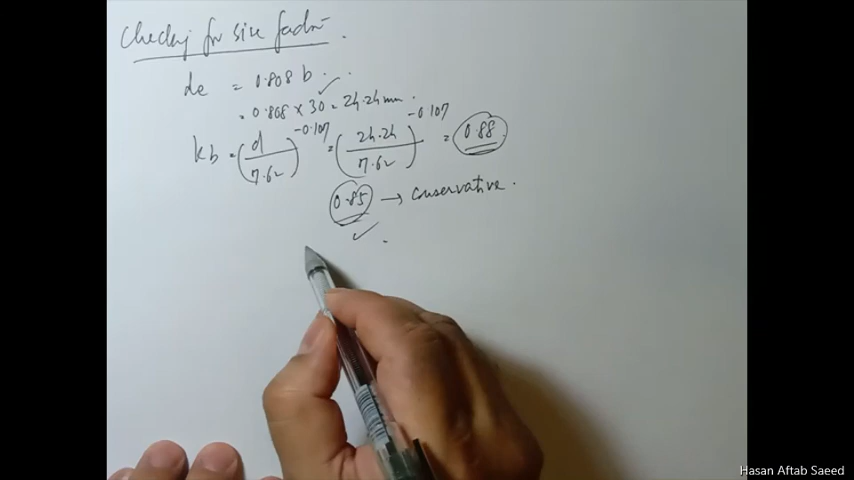 Checking for size factor.
de = 0.808 b.
= 0.808 × 30 = 24.24 mm.
kb = (d/7.62)^-0.107 = (24.24/7.62)^-0.107 = 0.88
0.85 → conservative.
Hasan Aftab Saeed